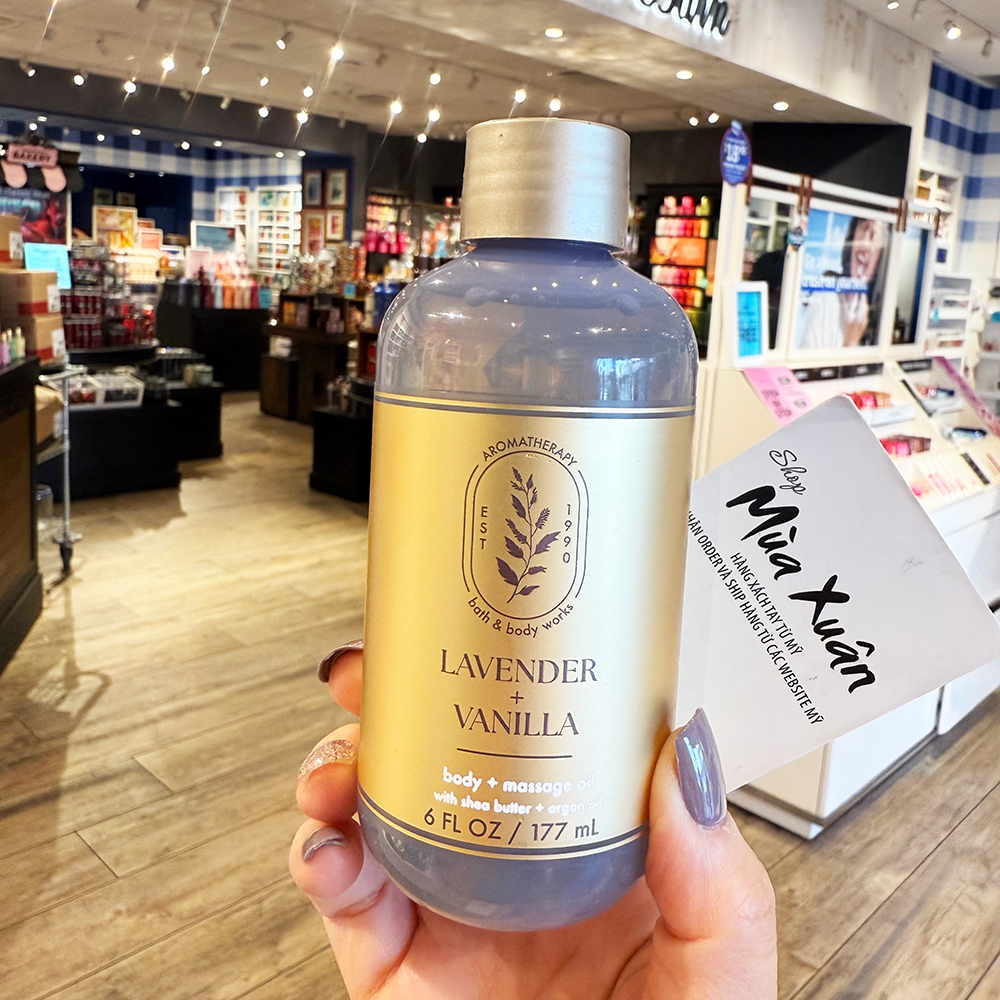 BAKERY
AROMATHERAPY
EST 1990
bath & body works
LAVENDER
+
VANILLA
body + massage oil
with shea butter + argan oil
6 FL OZ / 177 mL
Shop
Mùa Xuân
HÀNG XÁCH TAY TỪ MỸ
NHẬN ORDER VÀ SHIP HÀNG TỪ CÁC WEBSITE MỸ